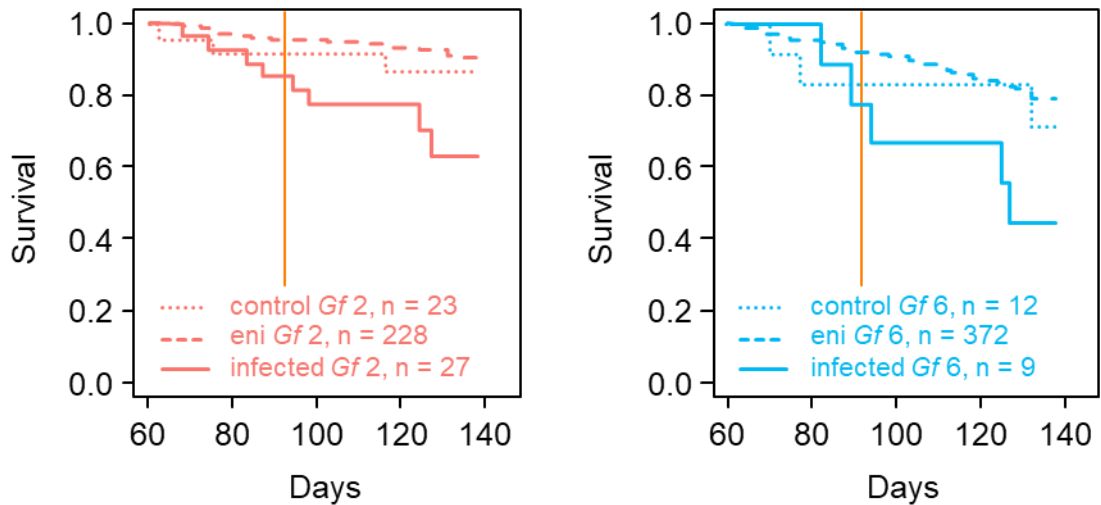 1.0
0.8
0.6
0.4
0.2
0.0
Survival
control Gf 2, n = 23
eni Gf 2, n = 228
infected Gf 2, n = 27
60 80 100 120 140
Days
1.0
0.8
0.6
0.4
0.2
0.0
Survival
control Gf 6, n = 12
eni Gf 6, n = 372
infected Gf 6, n = 9
60 80 100 120 140
Days